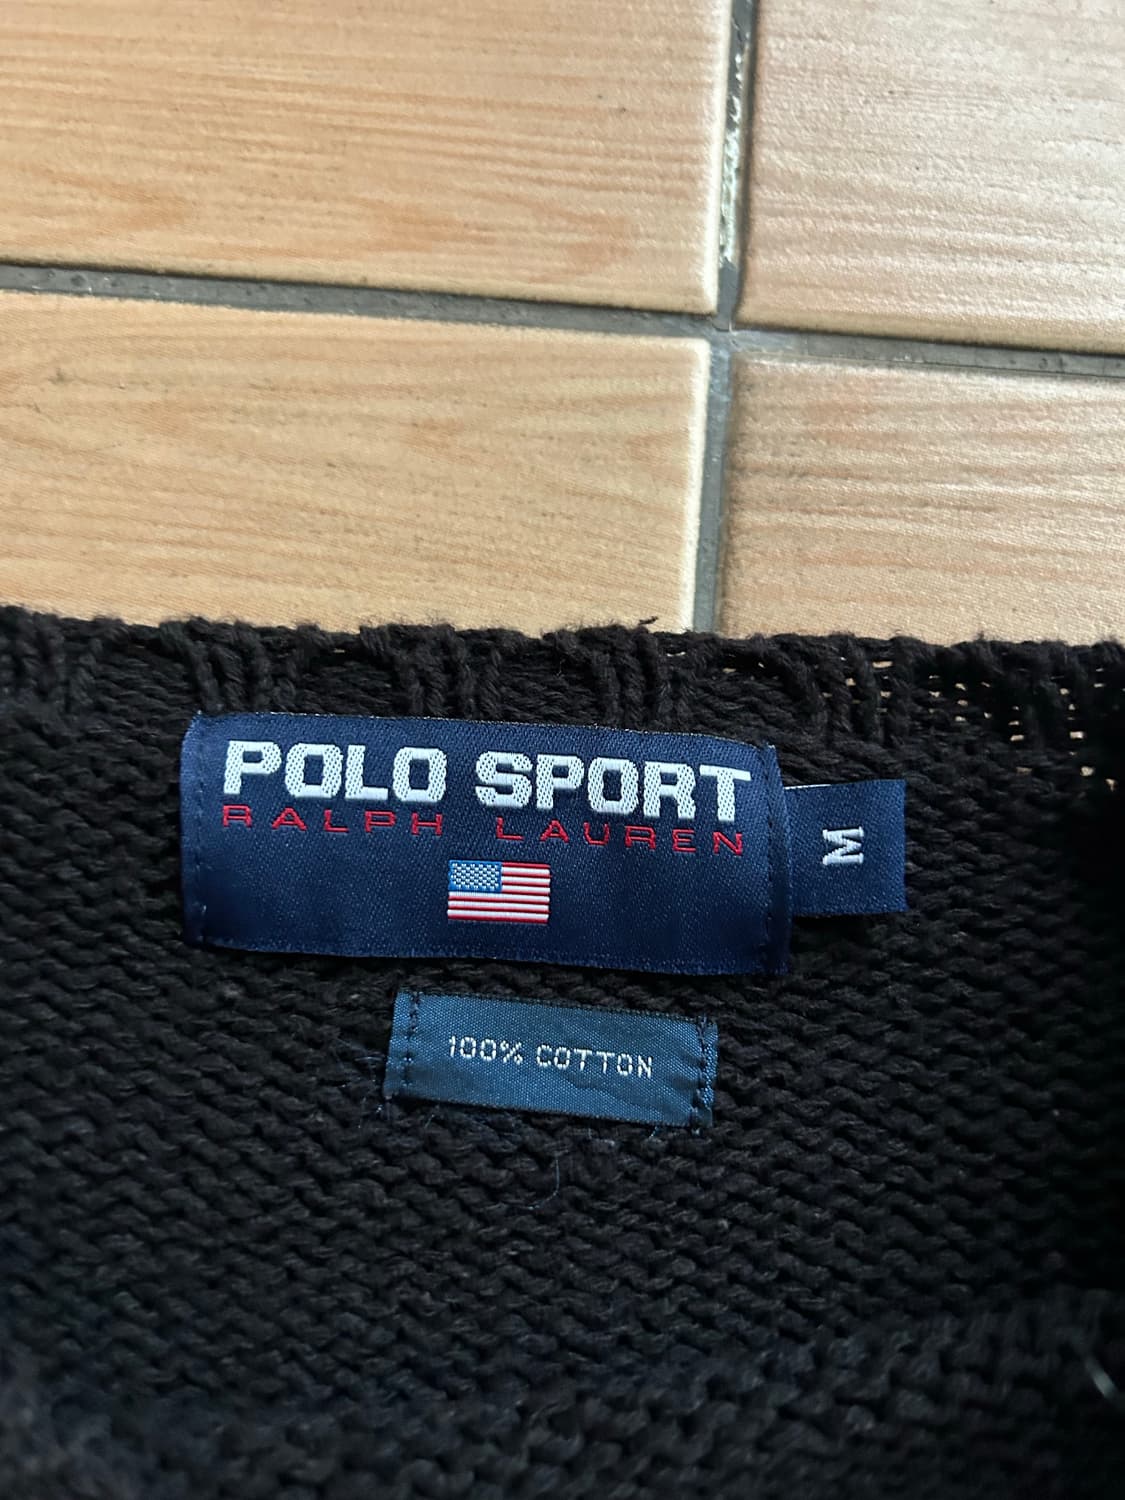 POLO SPORT
RALPH LAUREN
M
100% COTTON